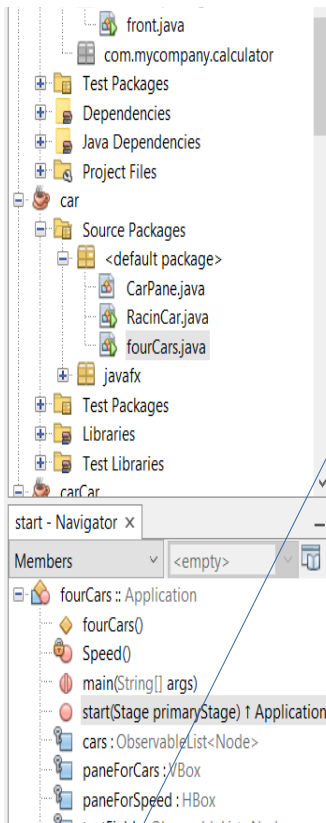 front.java
com.mycompany.calculator
Test Packages
Dependencies
Java Dependencies
Project Files
car
Source Packages
<default package>
CarPane.java
RacinCar.java
fourCars.java
javafx
Test Packages
Libraries
Test Libraries
carCar
start - Navigator ×
Members <empty>
fourCars :: Application
fourCars()
Speed()
main(String[] args)
start(Stage primaryStage) ↑ Application
cars : ObservableList<Node>
paneForCars : VBox
paneForSpeed : HBox